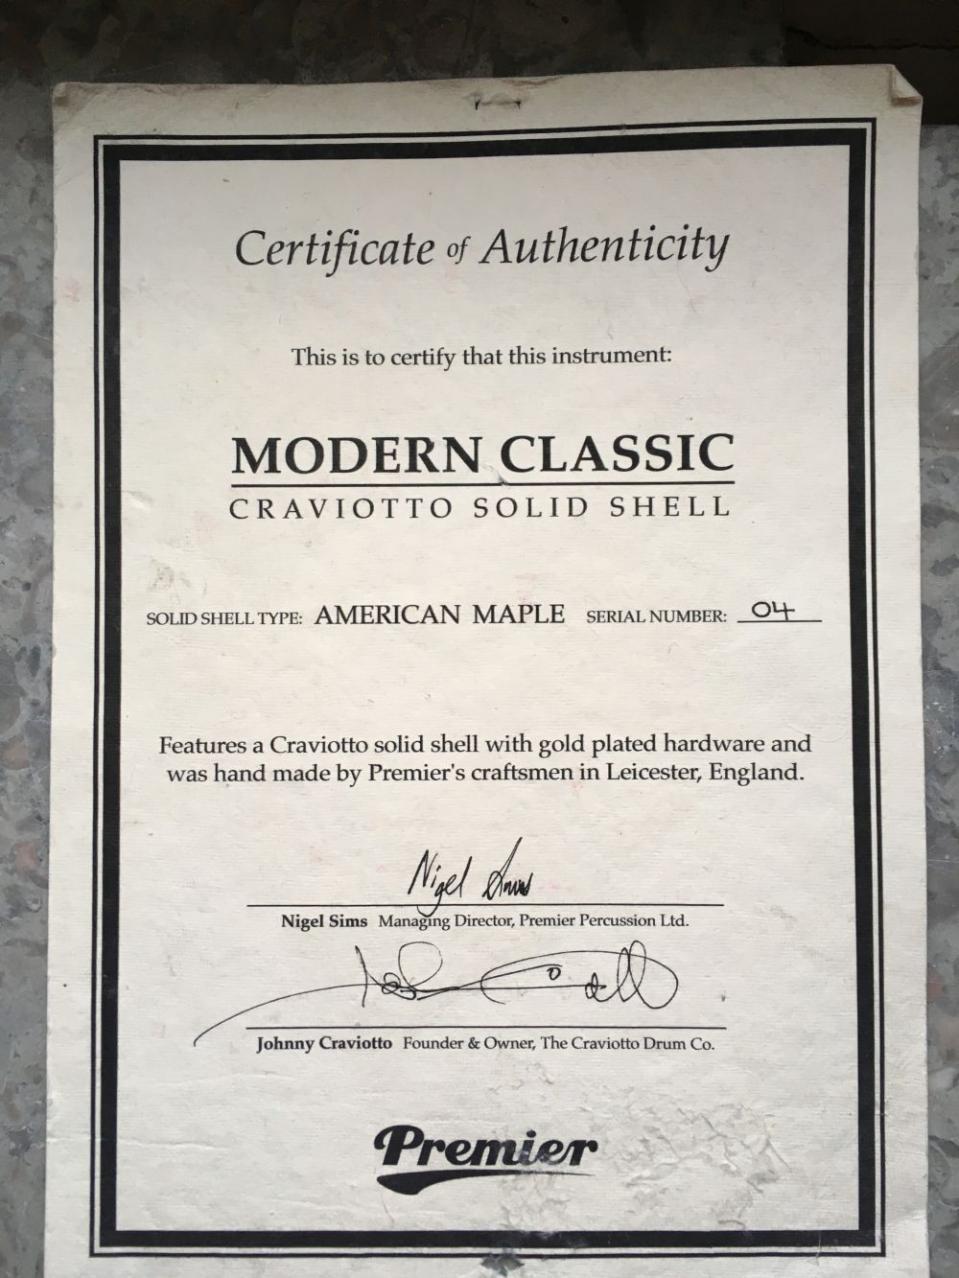 Certificate of Authenticity
This is to certify that this instrument:
MODERN CLASSIC
CRAVIOTTO SOLID SHELL
SOLID SHELL TYPE: AMERICAN MAPLE SERIAL NUMBER: 04
Features a Craviotto solid shell with gold plated hardware and
was hand made by Premier's craftsmen in Leicester, England.
Nigel Sims
Nigel Sims Managing Director, Premier Percussion Ltd.
Johnny Craviotto Founder & Owner, The Craviotto Drum Co.
Premier